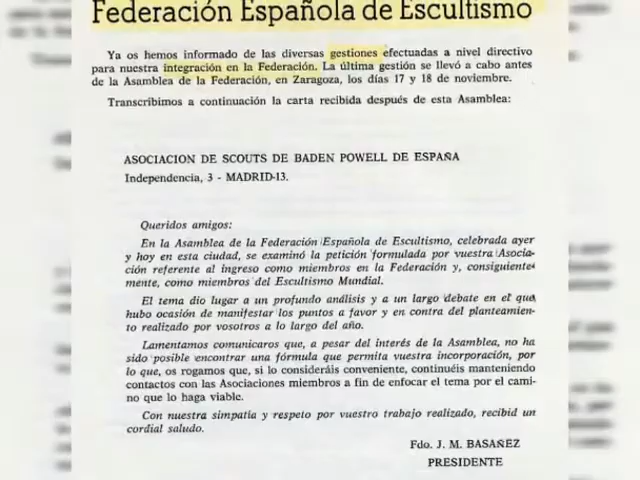 Federación Española de Escultismo
Ya os hemos informado de las diversas gestiones efectuadas a nivel directivo
para nuestra integración en la Federación. La última gestión se llevó a cabo antes
de la Asamblea de la Federación, en Zaragoza, los días 17 y 18 de noviembre.
Transcribimos a continuación la carta recibida después de esta Asamblea:
ASOCIACION DE SCOUTS DE BADEN POWELL DE ESPAÑA
Independencia, 3 - MADRID-13.
Queridos amigos:
En la Asamblea de la Federación Española de Escultismo, celebrada ayer
y hoy en esta ciudad, se examinó la petición formulada por vuestra Asocia-
ción referente al ingreso como miembros en la Federación y, consiguiente-
mente, como miembros del Escultismo Mundial.
El tema dio lugar a un profundo análisis y a un largo debate en el que
hubo ocasión de manifestar los puntos a favor y en contra del planteamien-
to realizado por vosotros a lo largo del año.
Lamentamos comunicaros que, a pesar del interés de la Asamblea, no ha
sido posible encontrar una fórmula que permita vuestra incorporación, por
lo que, os rogamos que, si lo consideráis conveniente, continuéis manteniendo
contactos con las Asociaciones miembros a fin de enfocar el tema por el cami-
no que lo haga viable.
Con nuestra simpatía y respeto por vuestro trabajo realizado, recibid un
cordial saludo.
Fdo. J. M. BASAÑEZ
PRESIDENTE